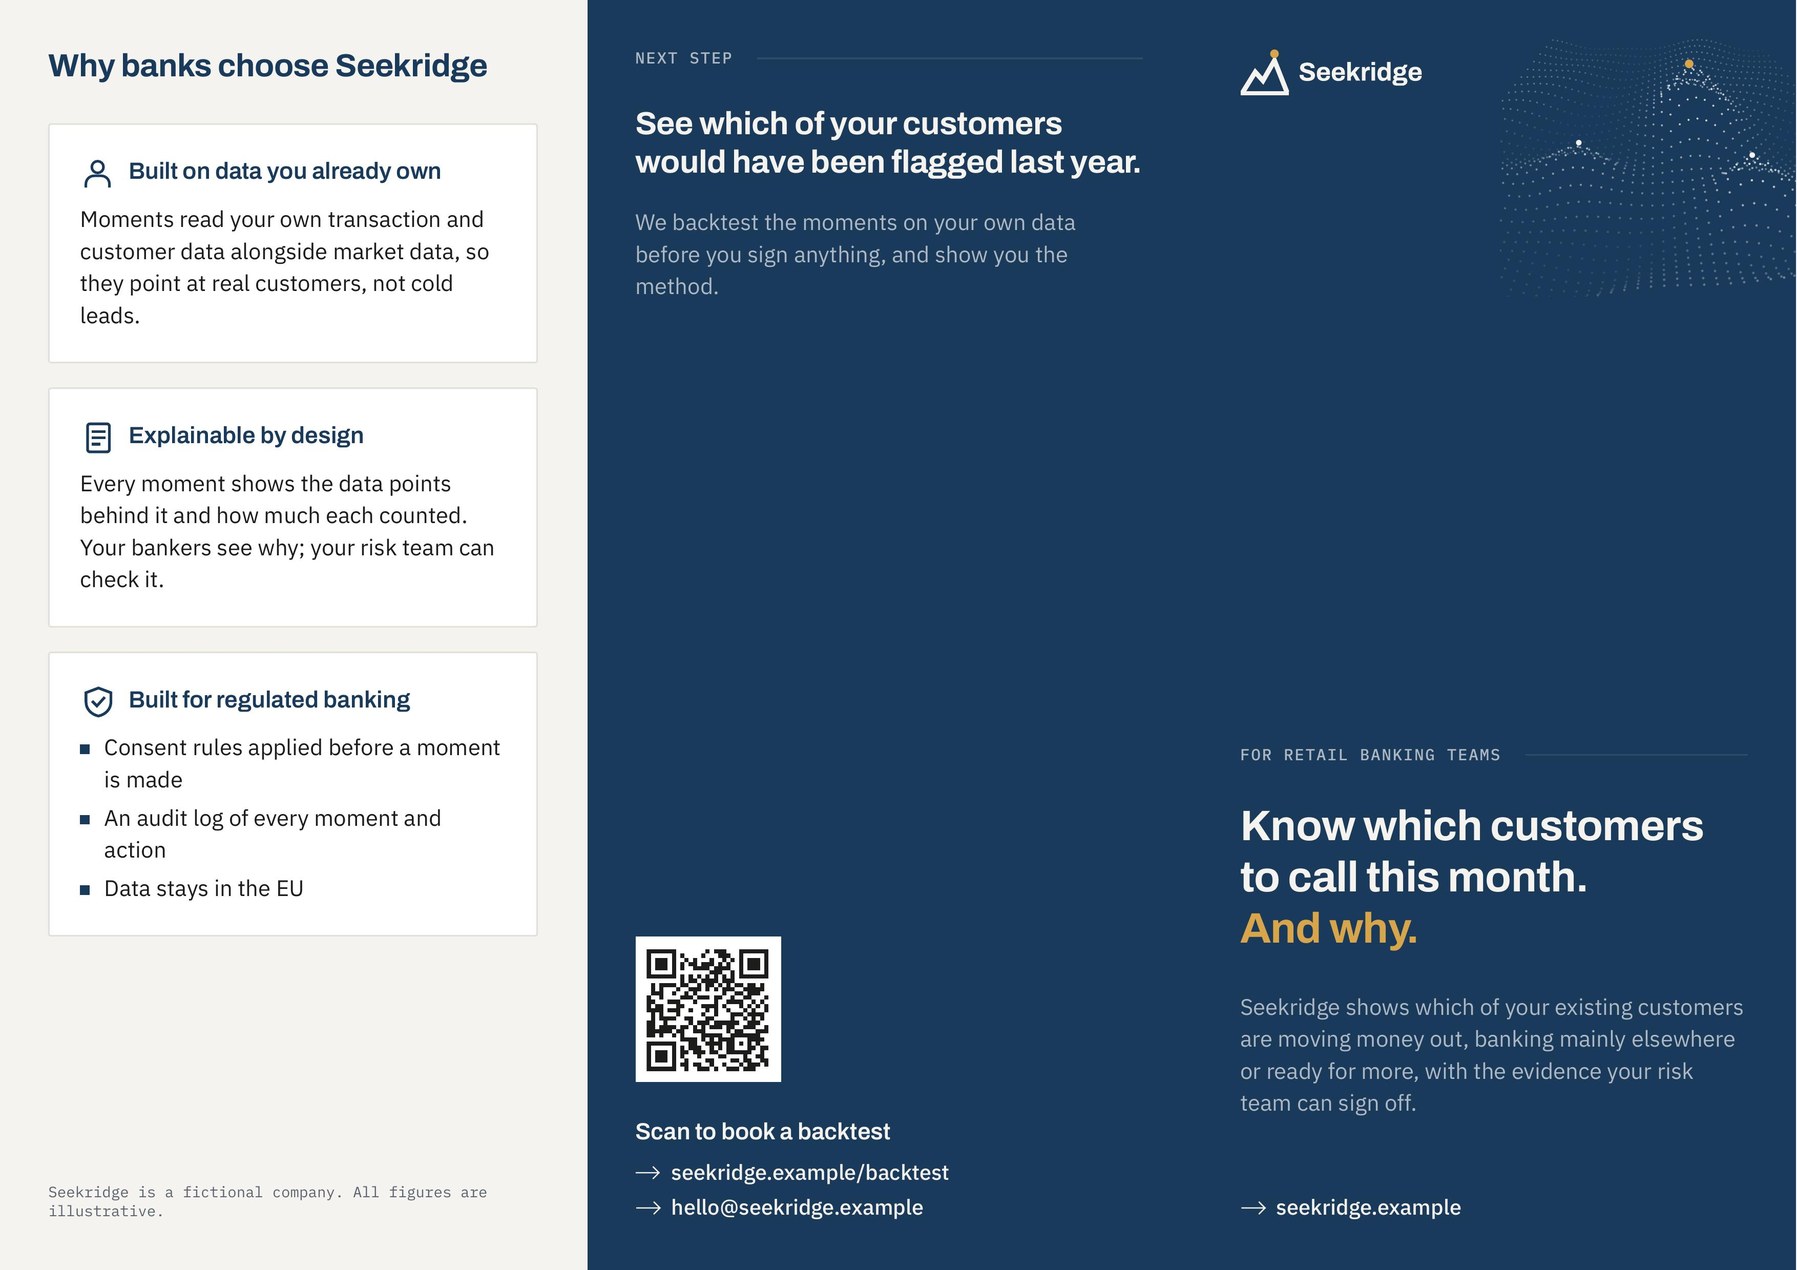 Why banks choose Seekridge
Built on data you already own
Moments read your own transaction and
customer data alongside market data, so
they point at real customers, not cold
leads.
Explainable by design
Every moment shows the data points
behind it and how much each counted.
Your bankers see why; your risk team can
check it.
Built for regulated banking
Consent rules applied before a moment
is made
An audit log of every moment and
action
Data stays in the EU
Seekridge is a fictional company. All figures are
illustrative.
NEXT STEP
See which of your customers
would have been flagged last year.
We backtest the moments on your own data
before you sign anything, and show you the
method.
Scan to book a backtest
→ seekridge.example/backtest
→ hello@seekridge.example
Seekridge
FOR RETAIL BANKING TEAMS
Know which customers
to call this month.
And why.
Seekridge shows which of your existing customers
are moving money out, banking mainly elsewhere
or ready for more, with the evidence your risk
team can sign off.
→ seekridge.example